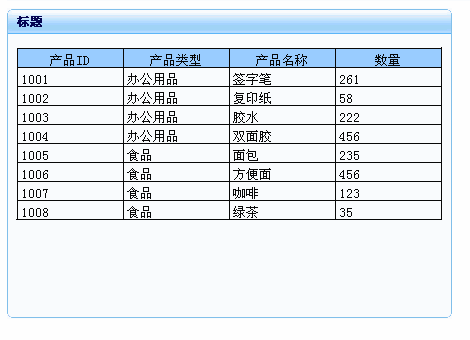 标题
产品ID 产品类型 产品名称 数量
1001 办公用品 签字笔 261
1002 办公用品 复印纸 58
1003 办公用品 胶水 222
1004 办公用品 双面胶 456
1005 食品 面包 235
1006 食品 方便面 456
1007 食品 咖啡 123
1008 食品 绿茶 35